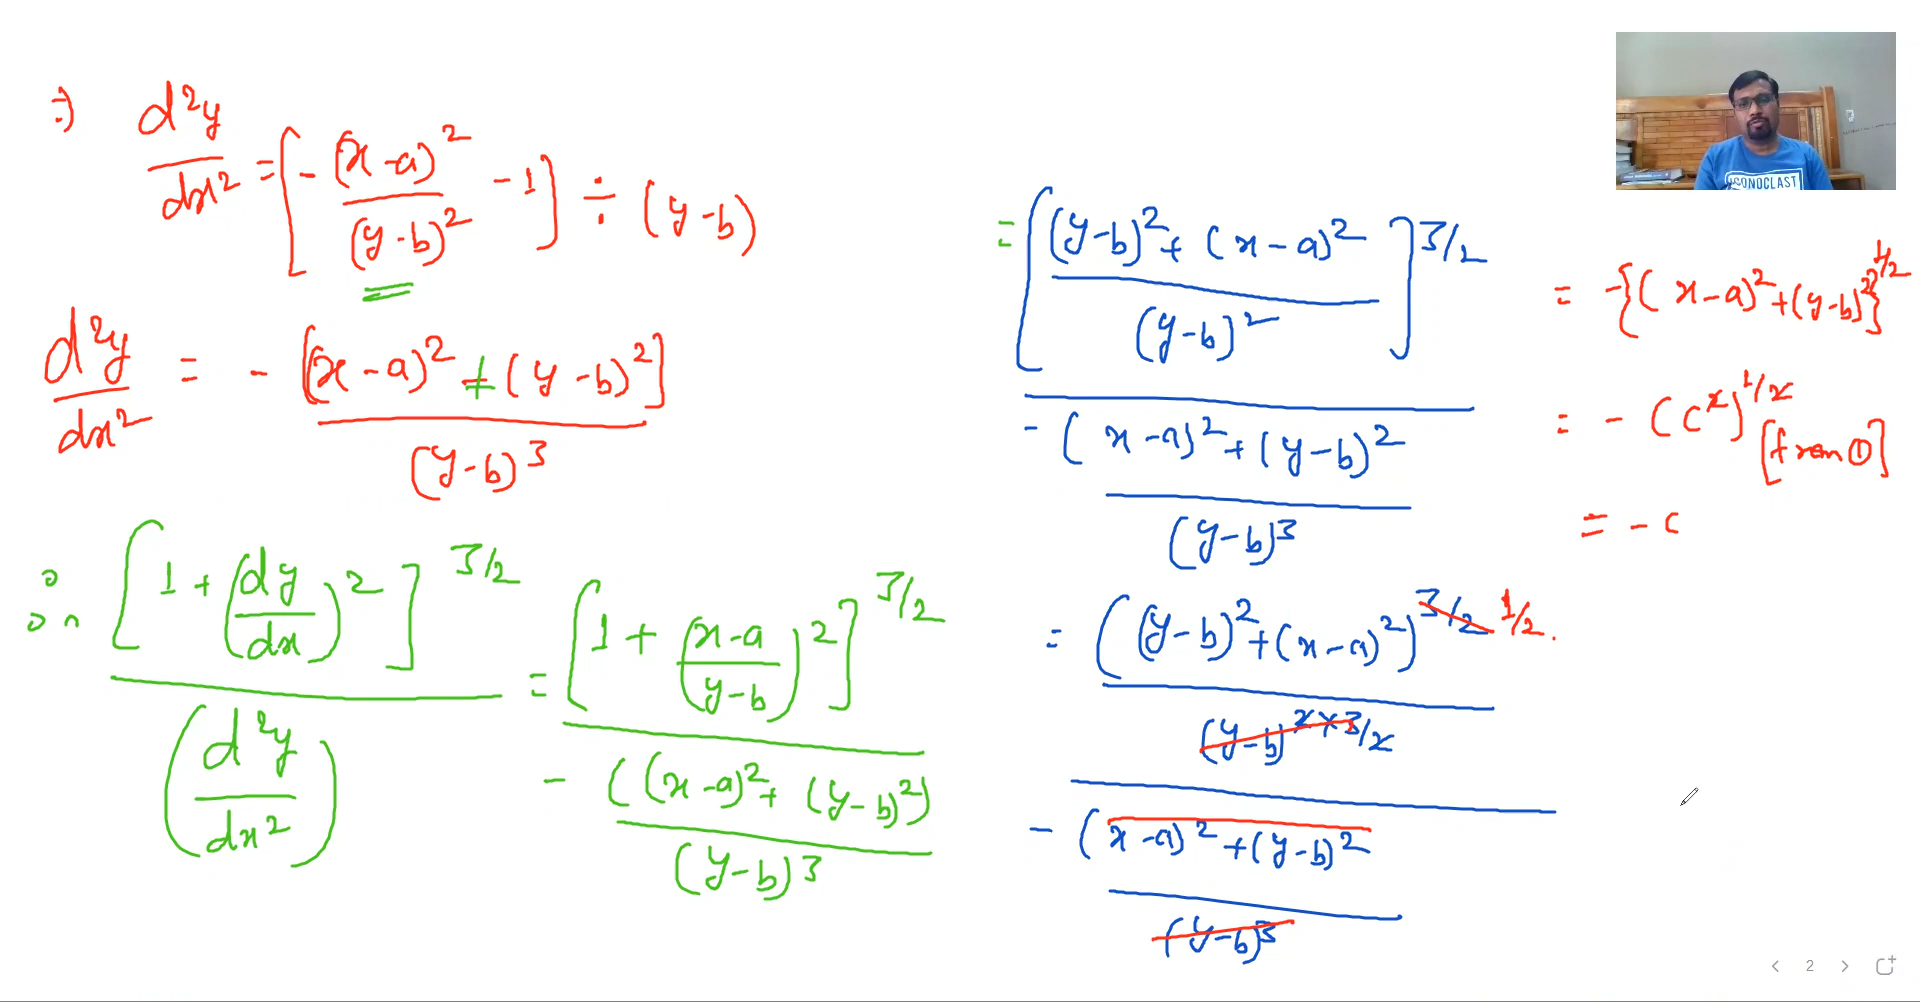 ⇒ d²y/dx² = [-(x-a)²/(y-b)² -1] ÷ (y-b)
d²y/dx² = -[(x-a)² + (y-b)²]/(y-b)³
∴ [1+(dy/dx)²]^3/2 / (d²y/dx²) = [1+(x-a/y-b)²]^3/2 / -((x-a)²+(y-b)²)/(y-b)³
= [(y-b)²+(x-a)²/(y-b)²]^3/2 / -(x-a)²+(y-b)²/(y-b)³
= ((y-b)²+(x-a)²)^3/2 1/2. / (y-b)^2×3/2 / -(x-a)²+(y-b)²/(y-b)³
= -{(x-a)²+(y-b)²}^1/2
= -(c²)^1/2
[from ①]
= -c
ICONOCLAST
2